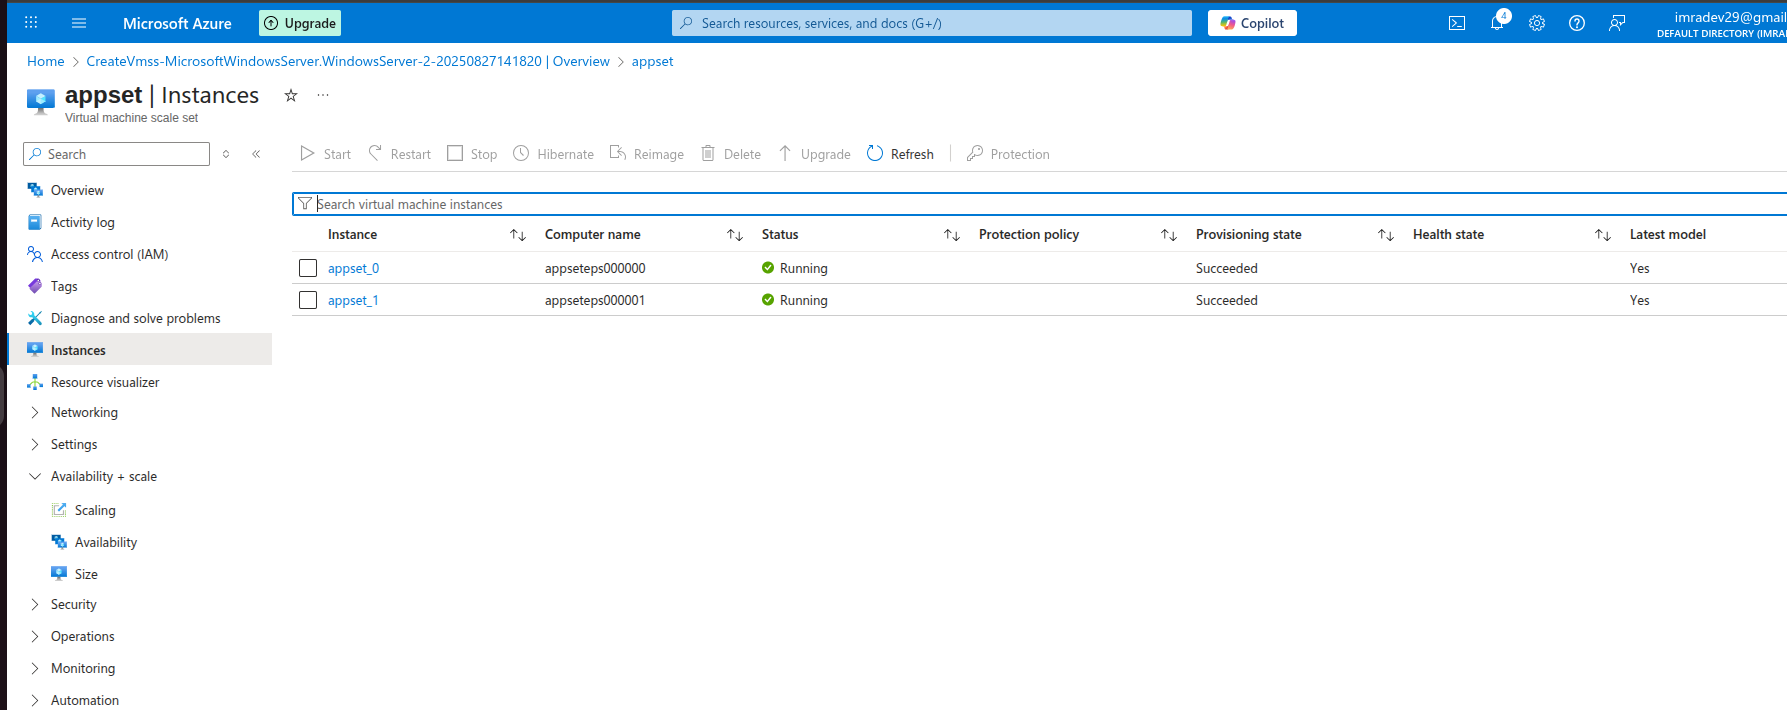 Microsoft Azure
Upgrade
Search resources, services, and docs (G+/)
Copilot
4
imradev29@gmail
DEFAULT DIRECTORY (IMRA
Home > CreateVmss-MicrosoftWindowsServer.WindowsServer-2-20250827141820 | Overview > appset
appset | Instances
Virtual machine scale set
Search
Start Restart Stop Hibernate Reimage Delete Upgrade Refresh Protection
Search virtual machine instances
Instance Computer name Status Protection policy Provisioning state Health state Latest model
appset_0 appseteps000000 Running Succeeded Yes
appset_1 appseteps000001 Running Succeeded Yes
Overview
Activity log
Access control (IAM)
Tags
Diagnose and solve problems
Instances
Resource visualizer
Networking
Settings
Availability + scale
Scaling
Availability
Size
Security
Operations
Monitoring
Automation